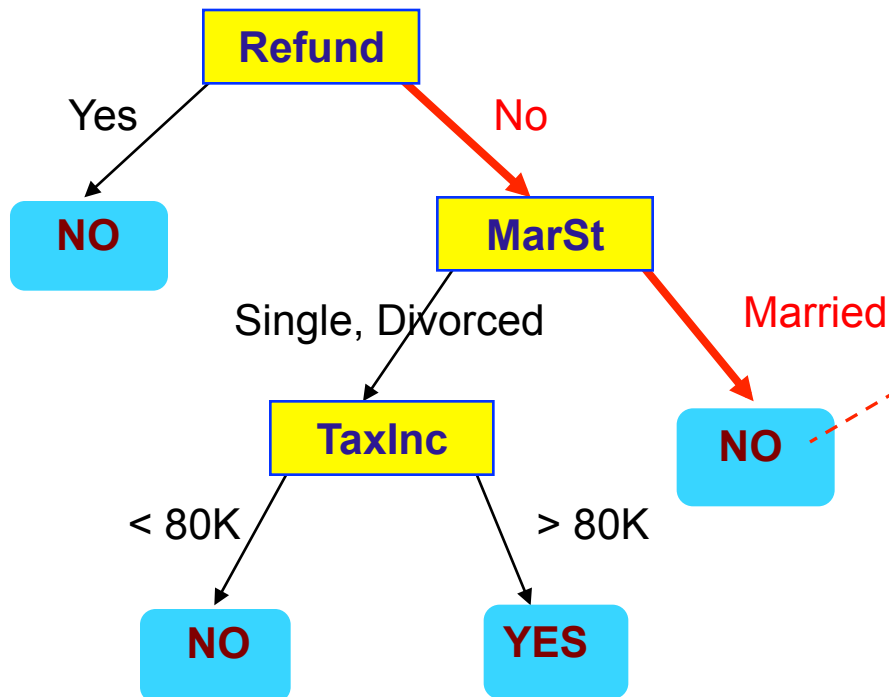 Refund
Yes
No
NO
MarSt
Single, Divorced
Married
TaxInc
NO
< 80K
> 80K
NO
YES